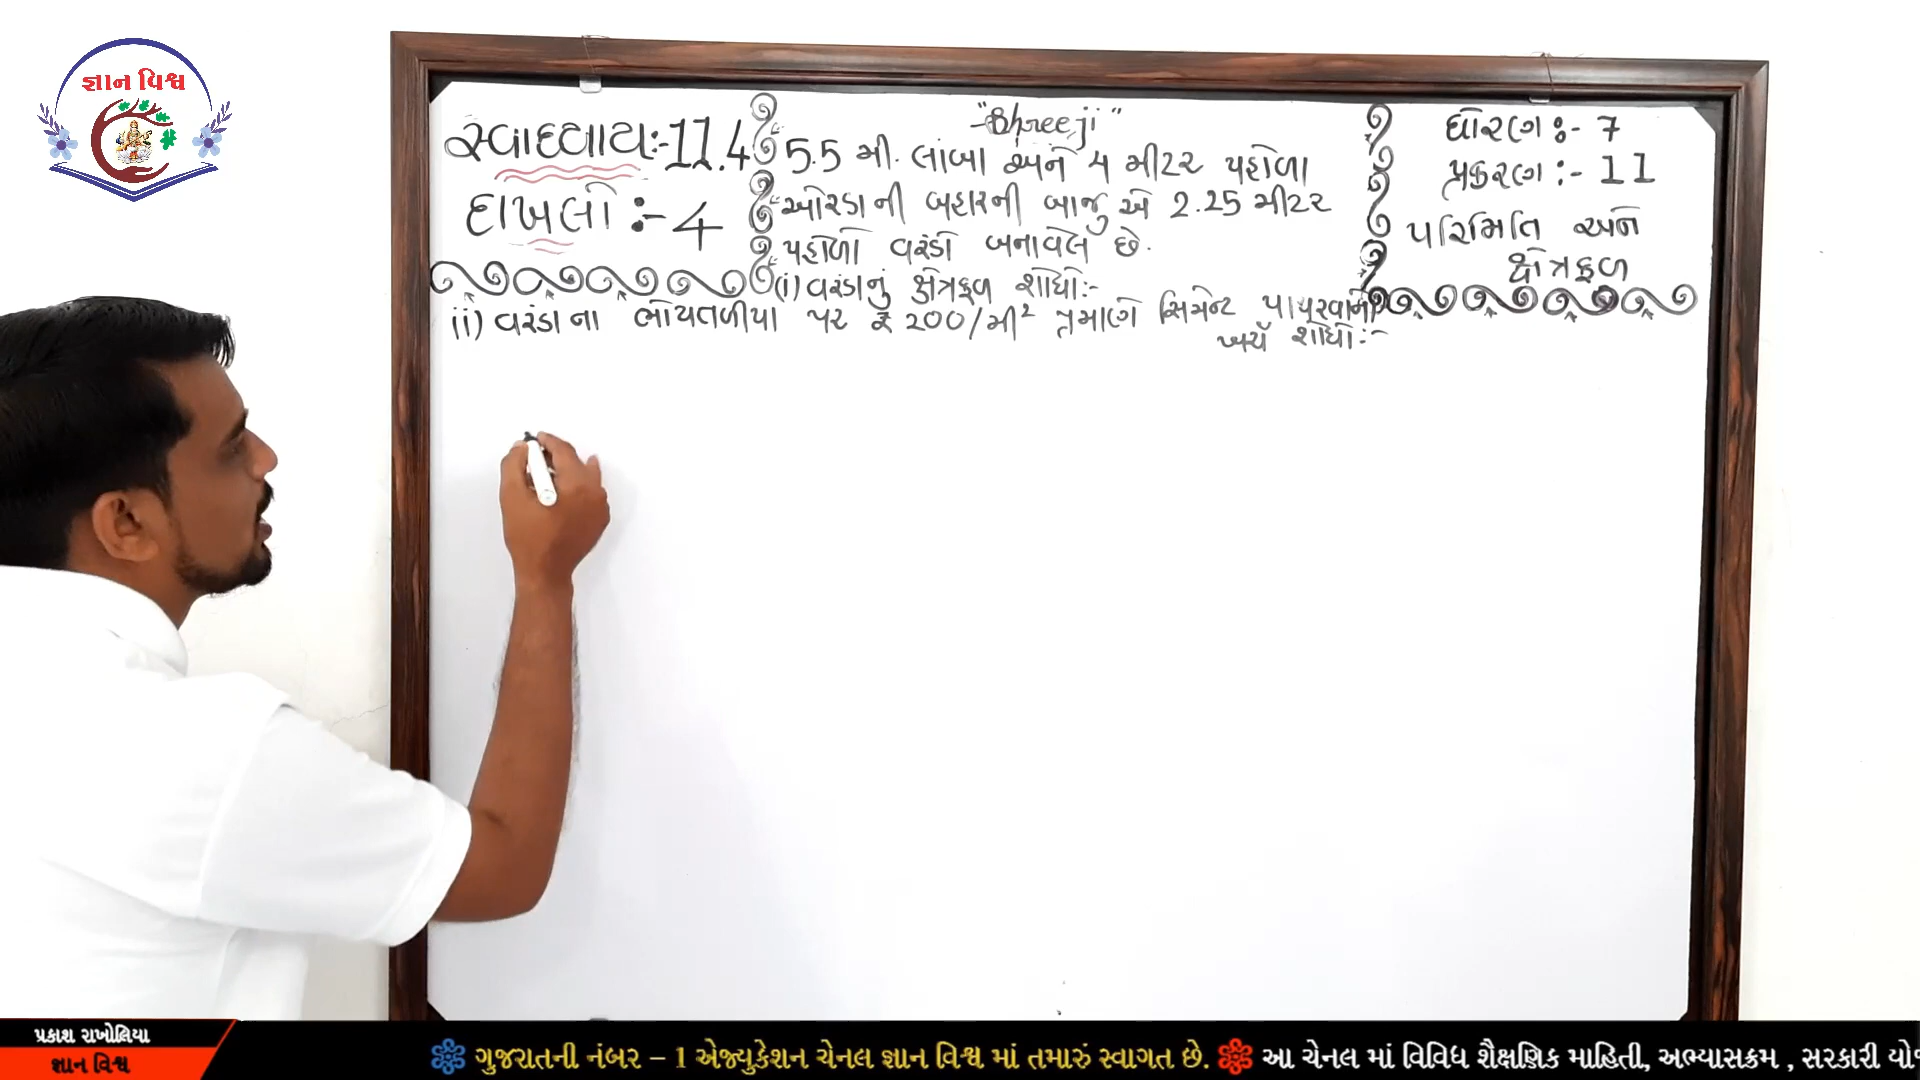 જ્ઞાન વિશ્વ
"Shreeji"
સ્વાધ્યાય:-11.4
દાખલો :- 4
5.5 મી. લાંબા અને 4 મીટર પહોળા
ઓરડાની બહારની બાજુ એ 2.25 મીટર
પહોળો વરંડો બનાવેલ છે.
(i) વરંડાનું ક્ષેત્રફળ શોધો:-
ii) વરંડાના ભોંયતળીયા પર ₹ 200/મી² પ્રમાણે સિમેન્ટ પાથરવાનો
ખર્ચ શોધો:-
ધોરણ :- 7
પ્રકરણ :- 11
પરિમિતિ અને
ક્ષેત્રફળ
પ્રકાશ રાખોલિયા
જ્ઞાન વિશ્વ
ગુજરાતની નંબર – 1 એજ્યુકેશન ચેનલ જ્ઞાન વિશ્વ માં તમારું સ્વાગત છે. આ ચેનલ માં વિવિધ શૈક્ષણિક માહિતી, અભ્યાસક્રમ , સરકારી